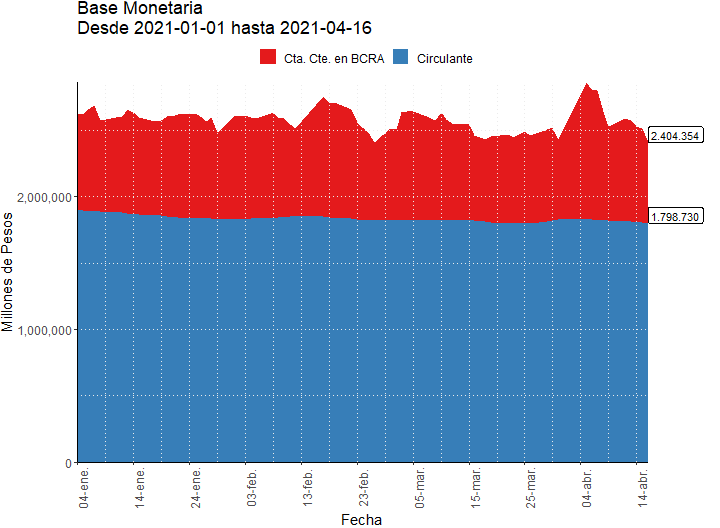 Base Monetaria
Desde 2021-01-01 hasta 2021-04-16
Cta. Cte. en BCRA
Circulante
Millones de Pesos
2,000,000
1,000,000
0
2.404.354
1.798.730
04-ene.
14-ene.
24-ene.
03-feb.
13-feb.
23-feb.
05-mar.
15-mar.
25-mar.
04-abr.
14-abr.
Fecha